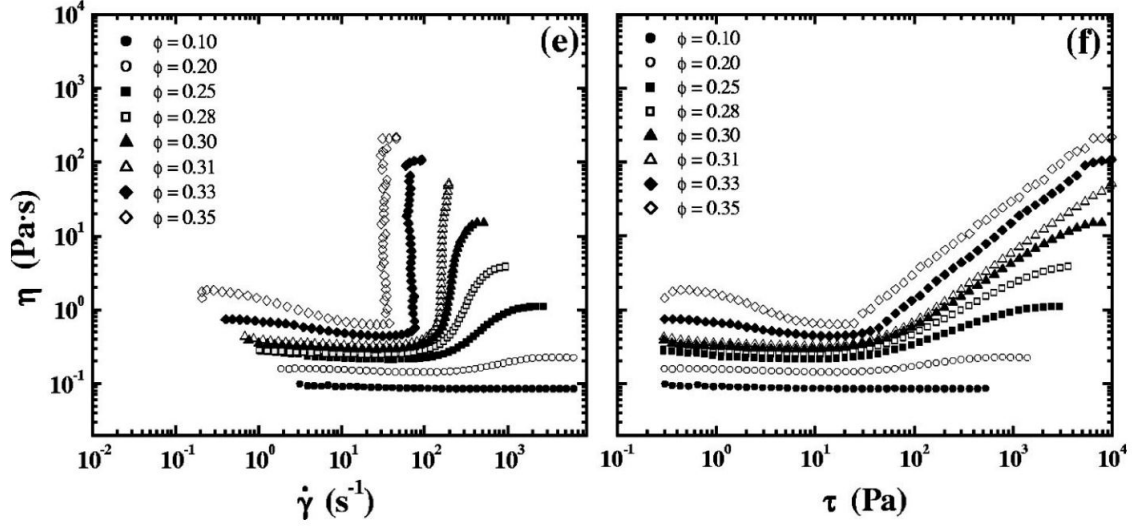 (e)
η (Pa·s)
10⁴
10³
10²
10¹
10⁰
10⁻¹
ϕ = 0.10
ϕ = 0.20
ϕ = 0.25
ϕ = 0.28
ϕ = 0.30
ϕ = 0.31
ϕ = 0.33
ϕ = 0.35
10⁻² 10⁻¹ 10⁰ 10¹ 10² 10³
γ̇ (s⁻¹)
(f)
ϕ = 0.10
ϕ = 0.20
ϕ = 0.25
ϕ = 0.28
ϕ = 0.30
ϕ = 0.31
ϕ = 0.33
ϕ = 0.35
10⁰ 10¹ 10² 10³ 10⁴
τ (Pa)